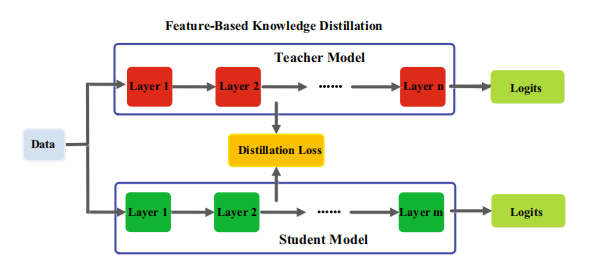 Feature-Based Knowledge Distillation
Teacher Model
Layer 1
Layer 2
......
Layer n
Logits
Data
Distillation Loss
Layer 1
Layer 2
......
Layer m
Logits
Student Model